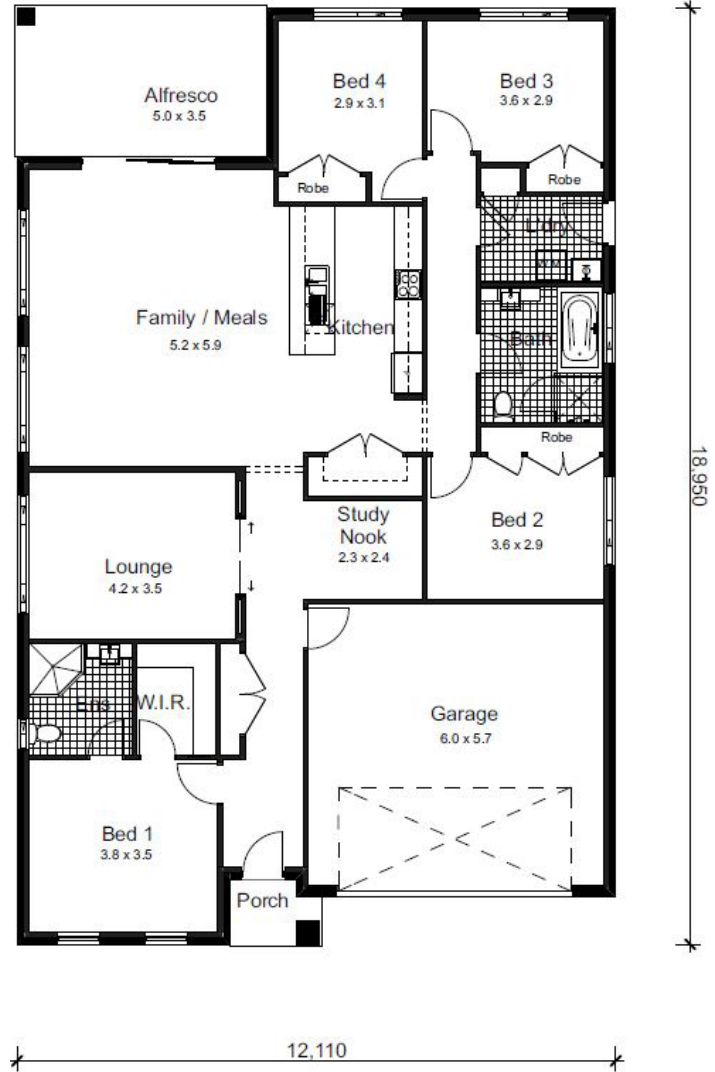 Alfresco
5.0 x 3.5
Bed 4
2.9 x 3.1
Bed 3
3.6 x 2.9
Robe
Robe
L'dry
W.M.
Family / Meals
5.2 x 5.9
Kitchen
Bath
Robe
18,950
Study
Nook
2.3 x 2.4
Bed 2
3.6 x 2.9
Lounge
4.2 x 3.5
Ens
W.I.R.
Garage
6.0 x 5.7
Bed 1
3.8 x 3.5
Porch
12,110